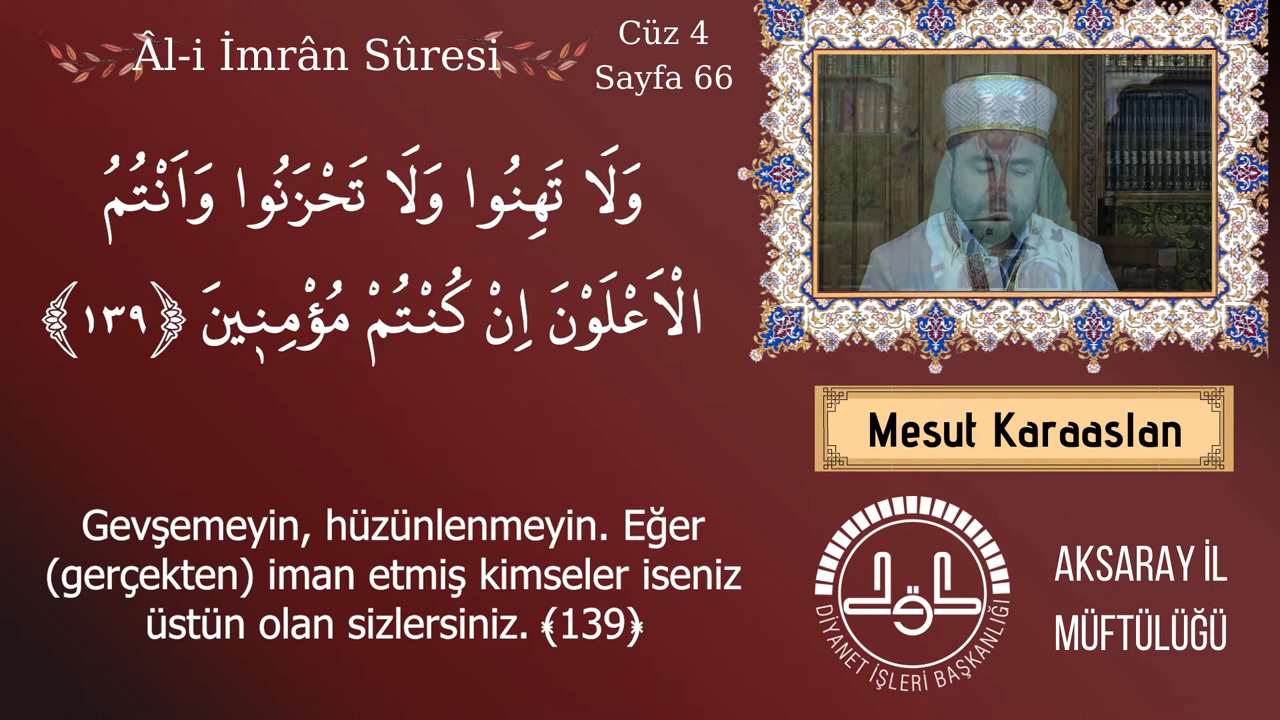 Âl-i İmrân Sûresi
Cüz 4
Sayfa 66
وَلَا تَهِنُوا وَلَا تَحْزَنُوا وَاَنْتُمُ
الْاَعْلَوْنَ اِنْ كُنْتُمْ مُؤْمِن۪ينَ ﴿١٣٩﴾
Mesut Karaaslan
Gevşemeyin, hüzünlenmeyin. Eğer
(gerçekten) iman etmiş kimseler iseniz
üstün olan sizlersiniz. ﴾139﴿
DİYANET İŞLERİ BAŞKANLIĞI
AKSARAY İL
MÜFTÜLÜĞÜ